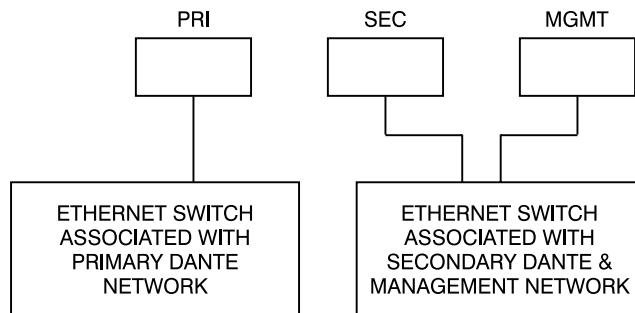 PRI
SEC
MGMT
ETHERNET SWITCH
ASSOCIATED WITH
PRIMARY DANTE
NETWORK
ETHERNET SWITCH
ASSOCIATED WITH
SECONDARY DANTE &
MANAGEMENT NETWORK